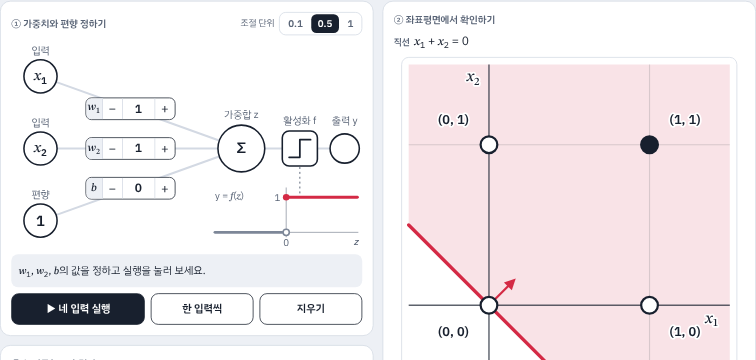 ① 가중치와 편향 정하기
조절 단위 0.1 0.5 1
입력
x₁
w₁ − 1 +
입력
x₂
w₂ − 1 +
편향
1
b − 0 +
가중합 z
Σ
활성화 f
출력 y
y = f(z)
1
0
z
w₁, w₂, b의 값을 정하고 실행을 눌러 보세요.
▶ 네 입력 실행
한 입력씩
지우기
② 좌표평면에서 확인하기
직선 x₁ + x₂ = 0
x₂
(0, 1)
(1, 1)
x₁
(0, 0)
(1, 0)